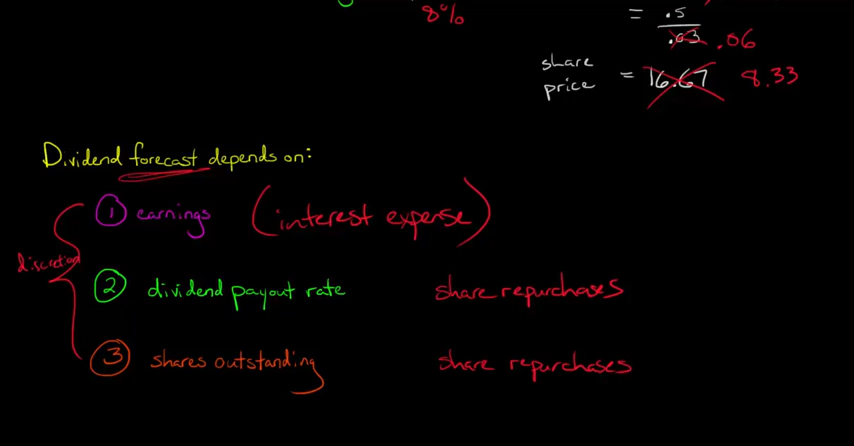 8%
= .5
.03 .06
share price = 16.67 8.33
Dividend forecast depends on:
① earnings (interest expense)
discretion
② dividend payout rate share repurchases
③ shares outstanding share repurchases